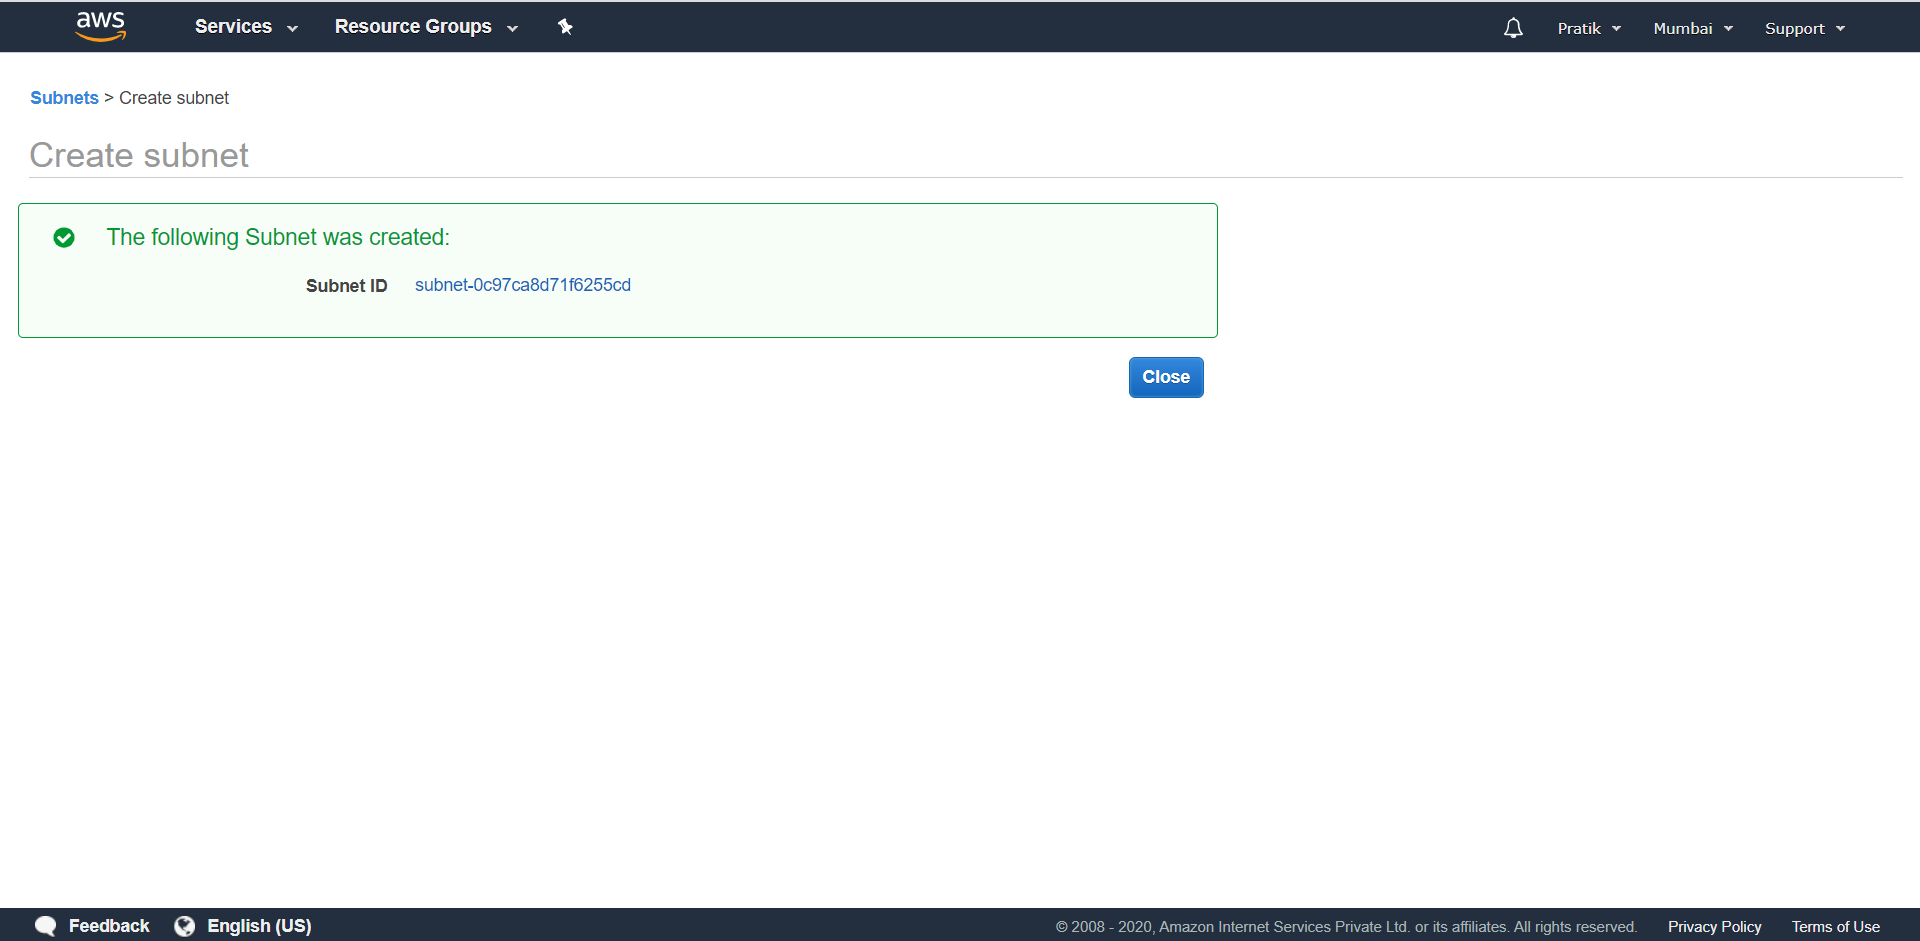 aws Services Resource Groups Pratik Mumbai Support
Subnets > Create subnet
Create subnet
The following Subnet was created:
Subnet ID subnet-0c97ca8d71f6255cd
Close
Feedback English (US) © 2008 - 2020, Amazon Internet Services Private Ltd. or its affiliates. All rights reserved. Privacy Policy Terms of Use